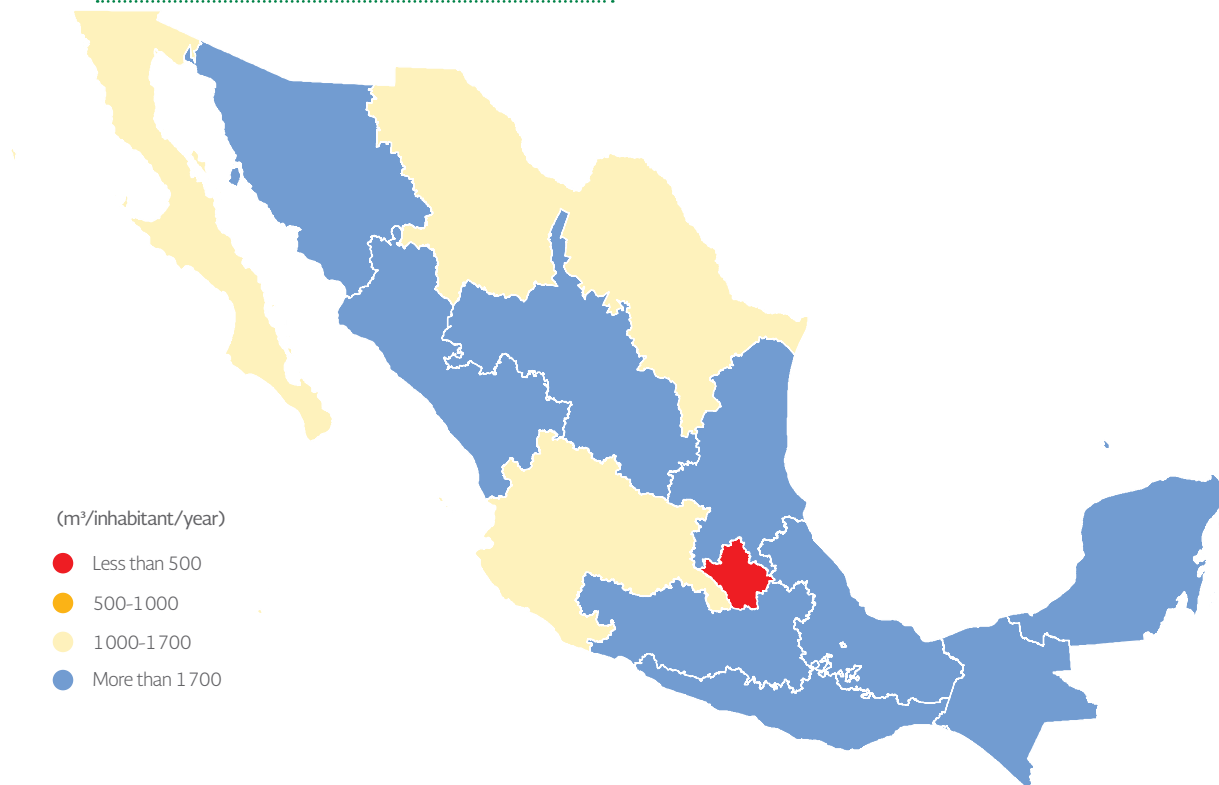 (m³/inhabitant/year)
Less than 500
500-1000
1000-1700
More than 1700